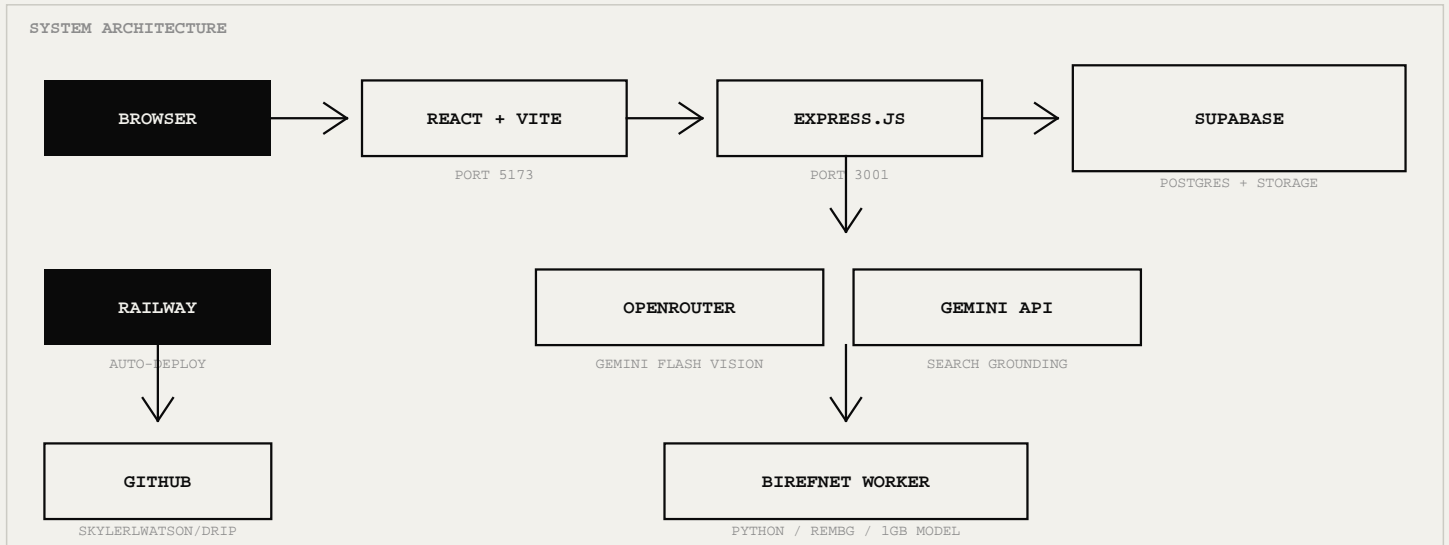 SYSTEM ARCHITECTURE
BROWSER
REACT + VITE
EXPRESS.JS
SUPABASE
PORT 5173
PORT 3001
POSTGRES + STORAGE
RAILWAY
OPENROUTER
GEMINI API
AUTO-DEPLOY
GEMINI FLASH VISION
SEARCH GROUNDING
GITHUB
BIREFNET WORKER
SKYLERLWATSON/DRIP
PYTHON / REMBG / 1GB MODEL